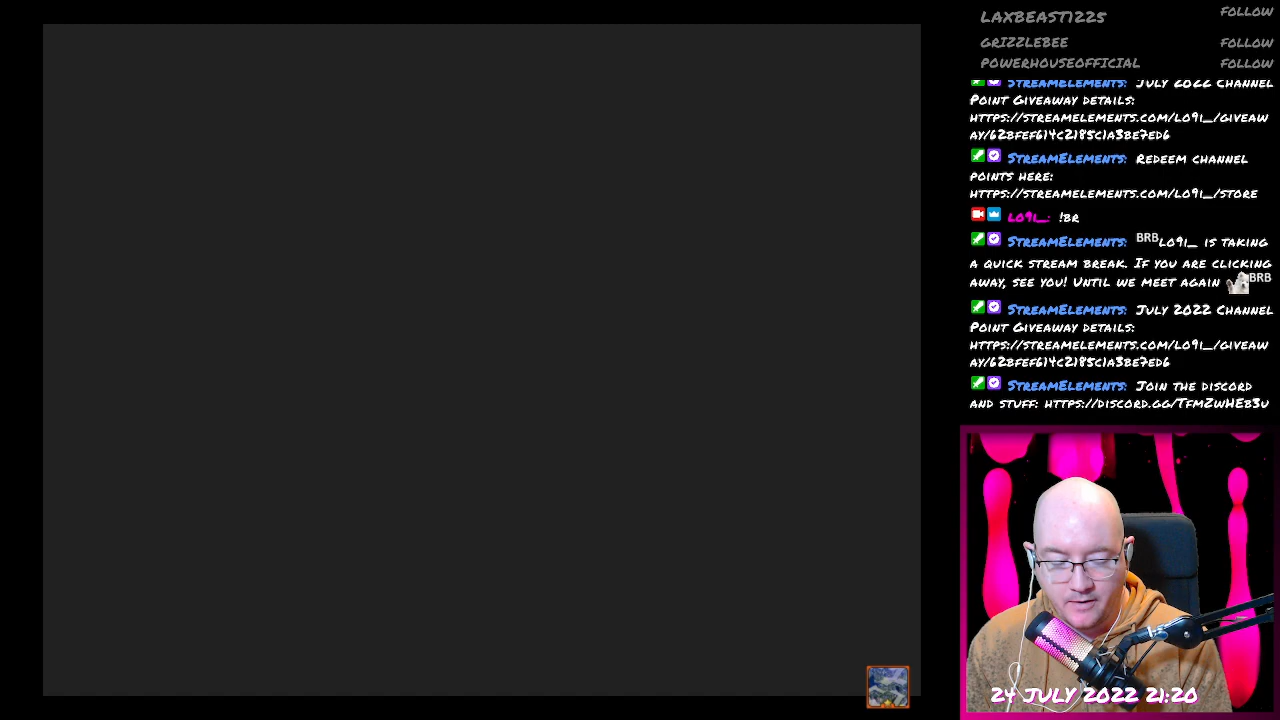 LAXBEAST1225 FOLLOW
GRIZZLEBEE FOLLOW
POWERHOUSEOFFICIAL FOLLOW
StreamElements: July 2022 Channel
Point Giveaway details:
https://streamelements.com/lo9i_/giveaw
ay/62bfef614c2185c1a3be7ed6
StreamElements: Redeem channel
points here:
https://streamelements.com/lo9i_/store
lo9i_: !br
StreamElements: BRB lo9i_ is taking
a quick stream break. If you are clicking
away, see you! Until we meet again BRB
StreamElements: July 2022 Channel
Point Giveaway details:
https://streamelements.com/lo9i_/giveaw
ay/62bfef614c2185c1a3be7ed6
StreamElements: Join the discord
and stuff: https://discord.gg/TfmZwHEb3u
24 JULY 2022 21:20